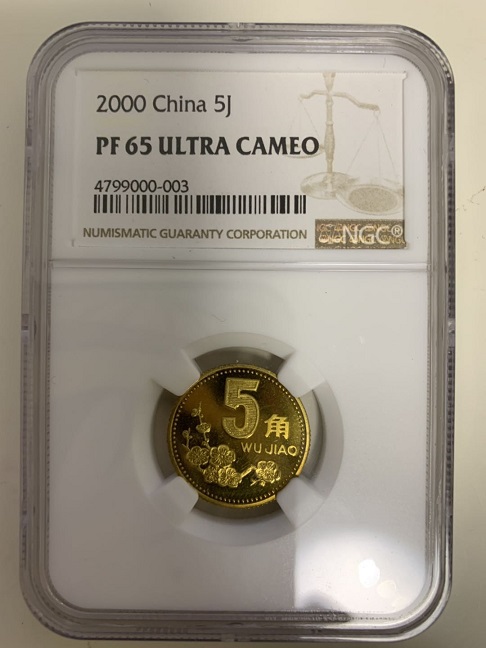 2000 China 5J
PF 65 ULTRA CAMEO
4799000-003
NUMISMATIC GUARANTY CORPORATION
NGC®
5角
WU JIAO